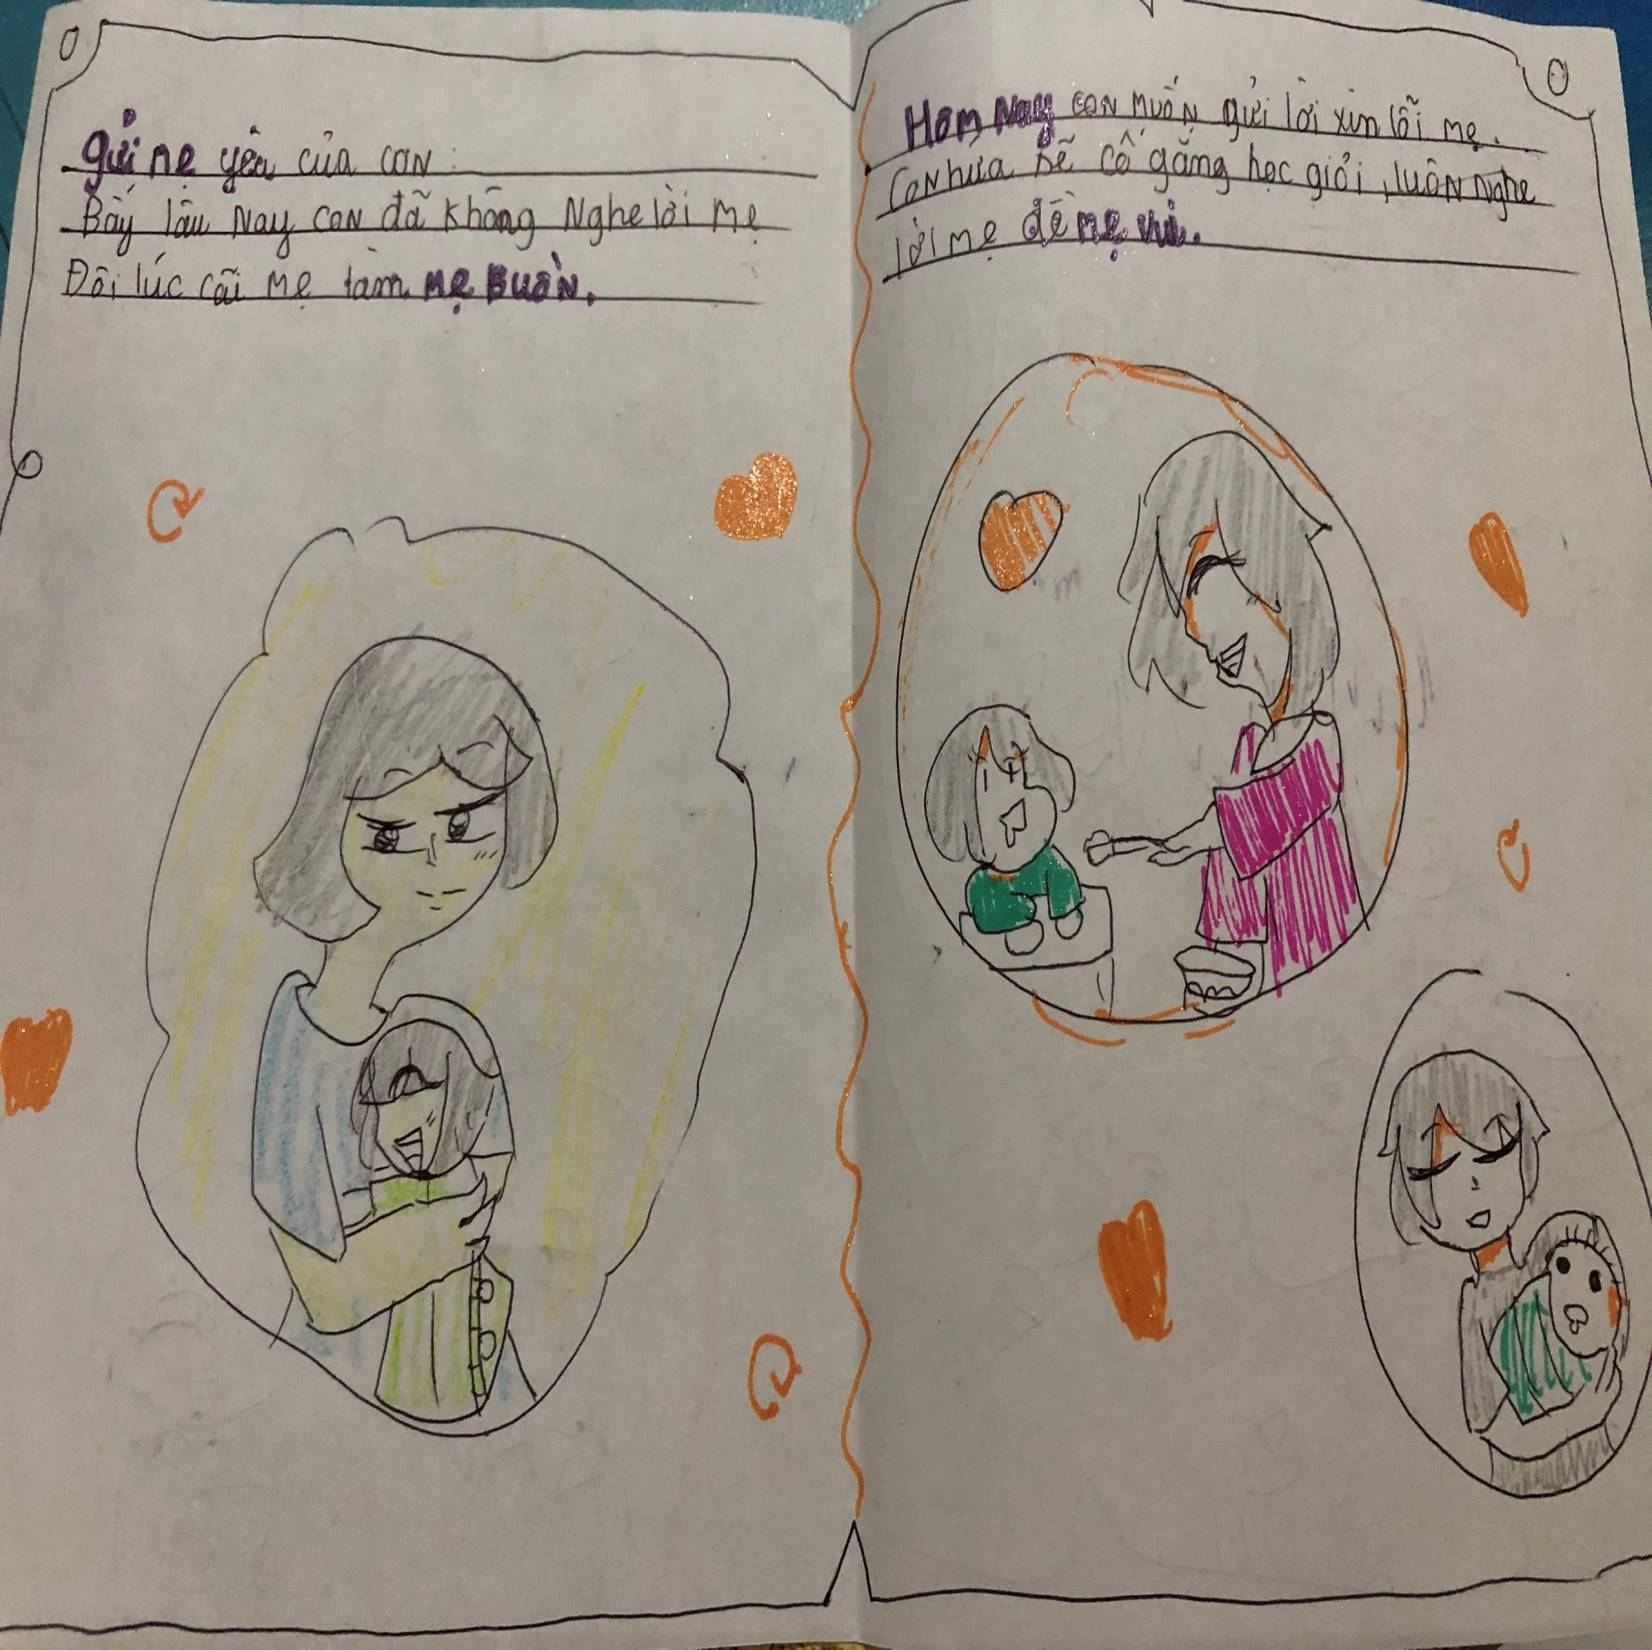 gửi mẹ yêu của con:
Bấy lâu Nay con đã không Nghe lời mẹ
Đôi lúc cãi mẹ làm mẹ Buồn.
Hôm Nay con muốn gửi lời xin lỗi mẹ.
Con hứa sẽ cố gắng học giỏi, luôn nghe
lời mẹ để mẹ vui.